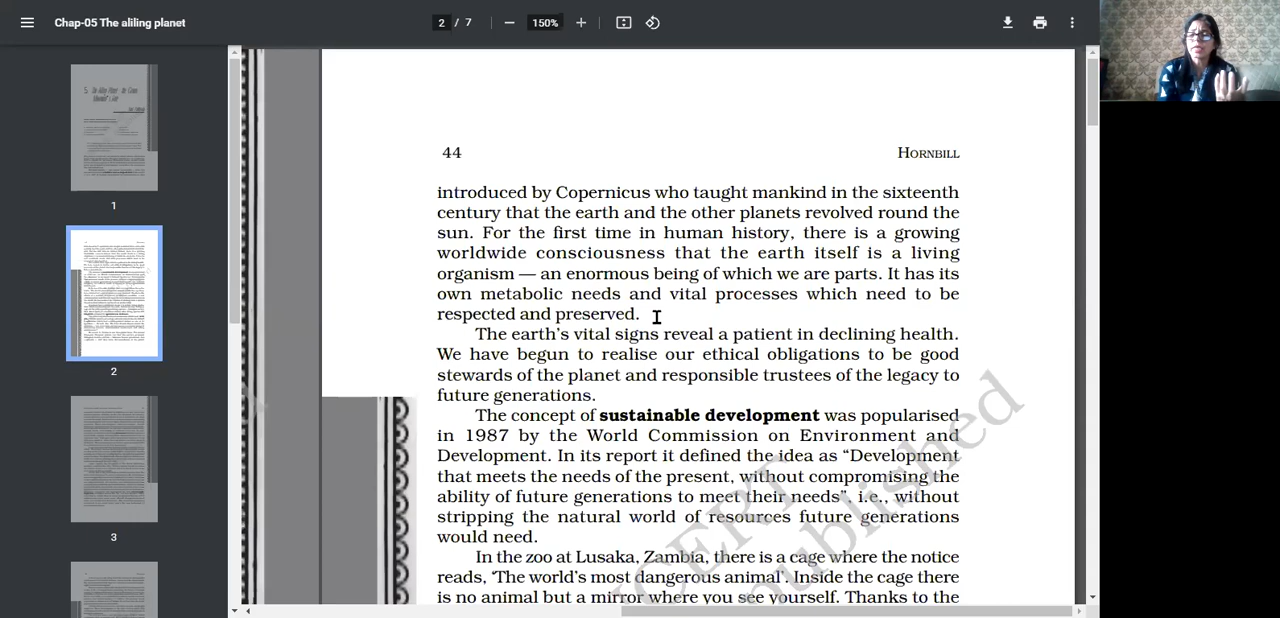 Chap-05 The aliling planet
2 / 7
150%
1
2
3
44
HORNBILL
introduced by Copernicus who taught mankind in the sixteenth
century that the earth and the other planets revolved round the
sun. For the first time in human history, there is a growing
worldwide consciousness that the earth itself is a living
organism — an enormous being of which we are parts. It has its
own metabolic needs and vital processes which need to be
respected and preserved.
The earth's vital signs reveal a patient in declining health.
We have begun to realise our ethical obligations to be good
stewards of the planet and responsible trustees of the legacy to
future generations.
The concept of sustainable development was popularised
in 1987 by the World Commission on Environment and
Development. In its report it defined the idea as “Development
that meets the needs of the present, without compromising the
ability of future generations to meet their needs”, i.e., without
stripping the natural world of resources future generations
would need.
In the zoo at Lusaka, Zambia, there is a cage where the notice
reads, ‘The world's most dangerous animal’. Inside the cage there
is no animal but a mirror where you see yourself. Thanks to the